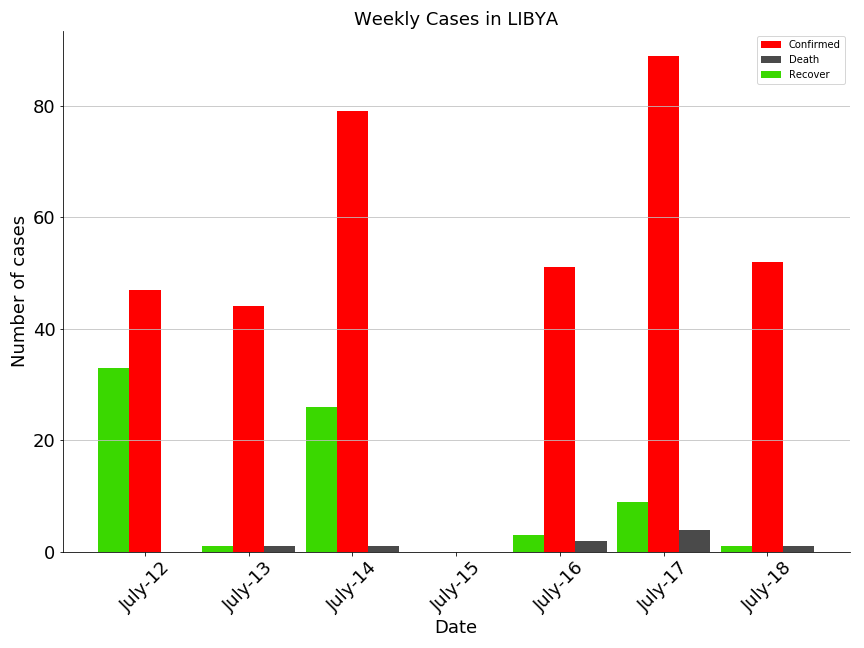 Weekly Cases in LIBYA
Confirmed
Death
Recover
Number of cases
80
60
40
20
0
July-12
July-13
July-14
July-15
July-16
July-17
July-18
Date